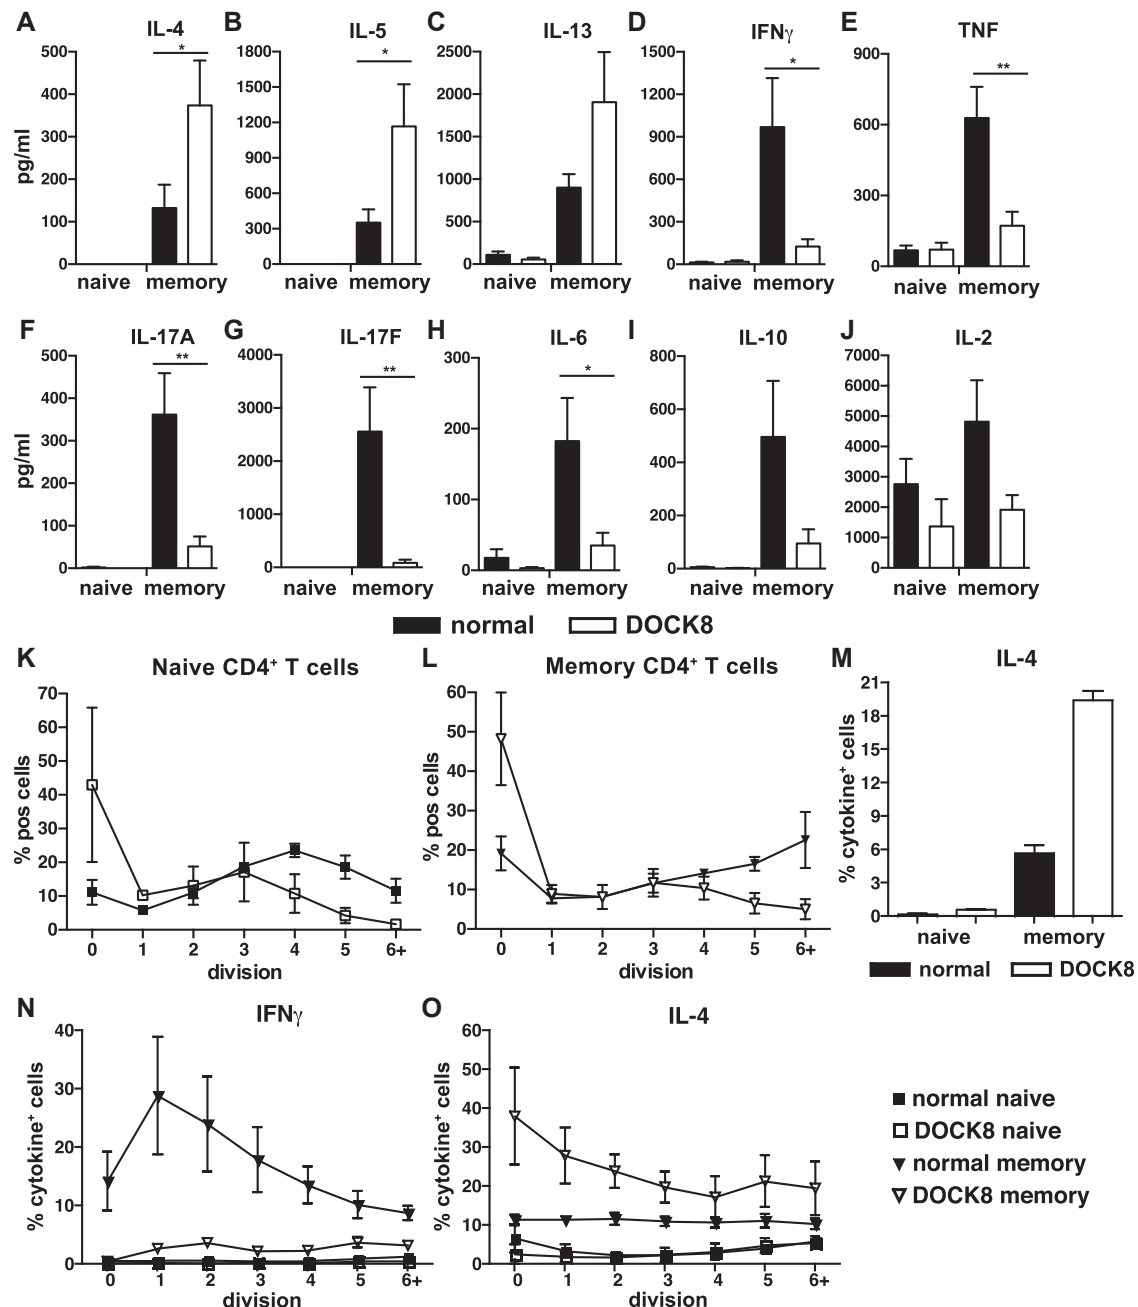 A IL-4 B IL-5 C IL-13 D IFNγ E TNF
* * * **
pg/ml
500 400 300 200 100 0
1800 1500 1200 900 600 300 0
2500 2000 1500 1000 500 0
1500 1200 900 600 300 0
900 600 300 0
naive memory naive memory naive memory naive memory naive memory
F IL-17A G IL-17F H IL-6 I IL-10 J IL-2
** ** *
pg/ml
500 400 300 200 100 0
4000 3000 2000 1000 0
300 200 100 0
800 600 400 200 0
7000 6000 5000 4000 3000 2000 1000 0
naive memory naive memory naive memory naive memory naive memory
normal DOCK8
K Naive CD4+ T cells
% pos cells
70 60 50 40 30 20 10 0
0 1 2 3 4 5 6+
division
L Memory CD4+ T cells
% pos cells
60 50 40 30 20 10 0
0 1 2 3 4 5 6+
division
M IL-4
% cytokine+ cells
21 18 15 12 9 6 3 0
naive memory
normal DOCK8
N IFNγ
% cytokine+ cells
40 30 20 10 0
0 1 2 3 4 5 6+
division
O IL-4
% cytokine+ cells
60 50 40 30 20 10 0
0 1 2 3 4 5 6+
division
normal naive
DOCK8 naive
normal memory
DOCK8 memory